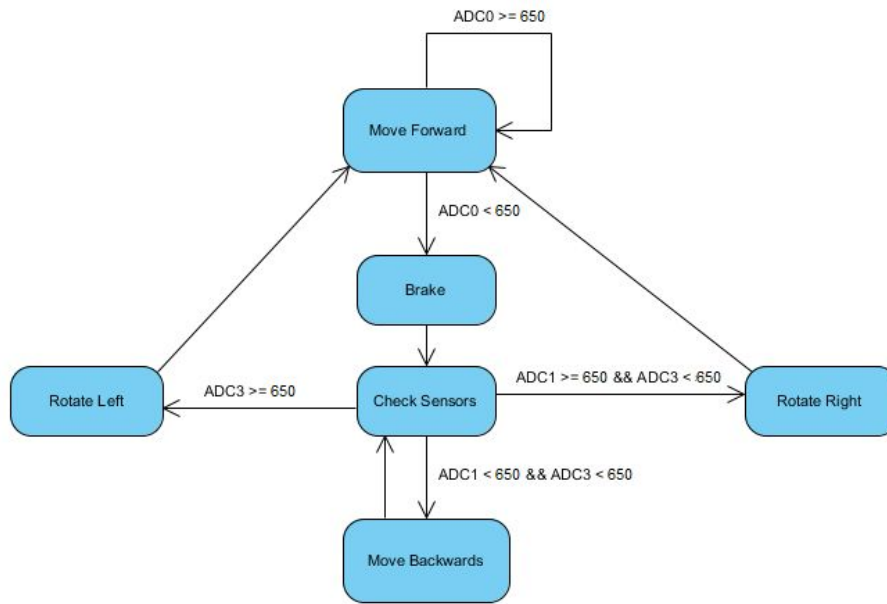 ADC0 >= 650
Move Forward
ADC0 < 650
Brake
Rotate Left
ADC3 >= 650
Check Sensors
ADC1 >= 650 && ADC3 < 650
Rotate Right
ADC1 < 650 && ADC3 < 650
Move Backwards